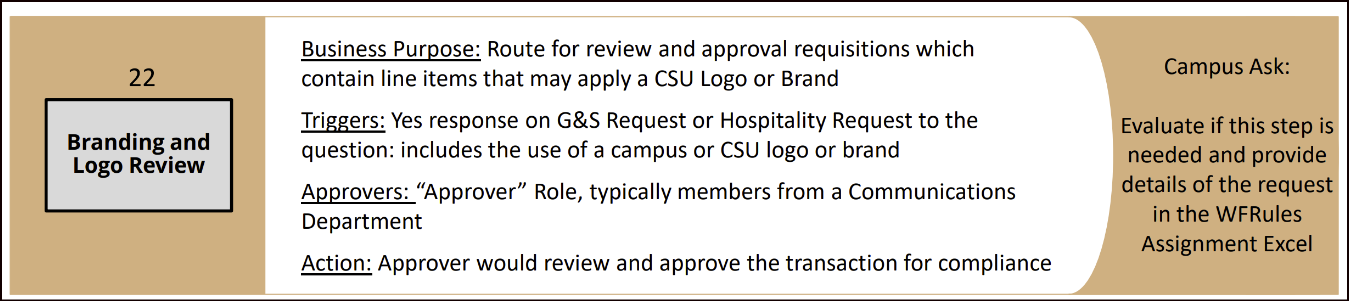 22
Branding and
Logo Review
Business Purpose: Route for review and approval requisitions which
contain line items that may apply a CSU Logo or Brand
Triggers: Yes response on G&S Request or Hospitality Request to the
question: includes the use of a campus or CSU logo or brand
Approvers: “Approver” Role, typically members from a Communications
Department
Action: Approver would review and approve the transaction for compliance
Campus Ask:
Evaluate if this step is
needed and provide
details of the request
in the WFRules
Assignment Excel